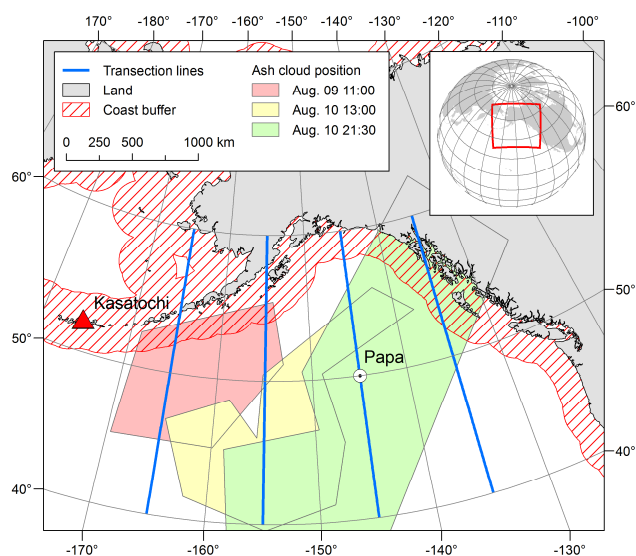 170° -180° -170° -160° -150° -140° -130° -120° -110° -100°
Transection lines
Land
Coast buffer
0 250 500 1000 km
Ash cloud position
Aug. 09 11:00
Aug. 10 13:00
Aug. 10 21:30
60°
60°
50°
50°
40°
40°
Kasatochi
Papa
-170° -160° -150° -140° -130°